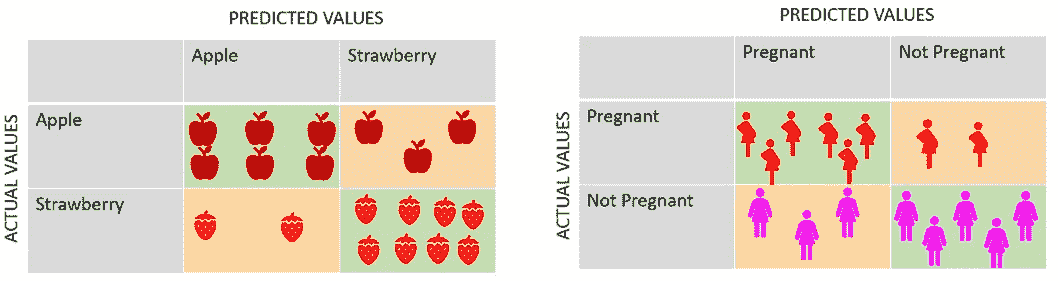 PREDICTED VALUES
Apple Strawberry
ACTUAL VALUES
Apple
Strawberry
PREDICTED VALUES
Pregnant Not Pregnant
ACTUAL VALUES
Pregnant
Not Pregnant